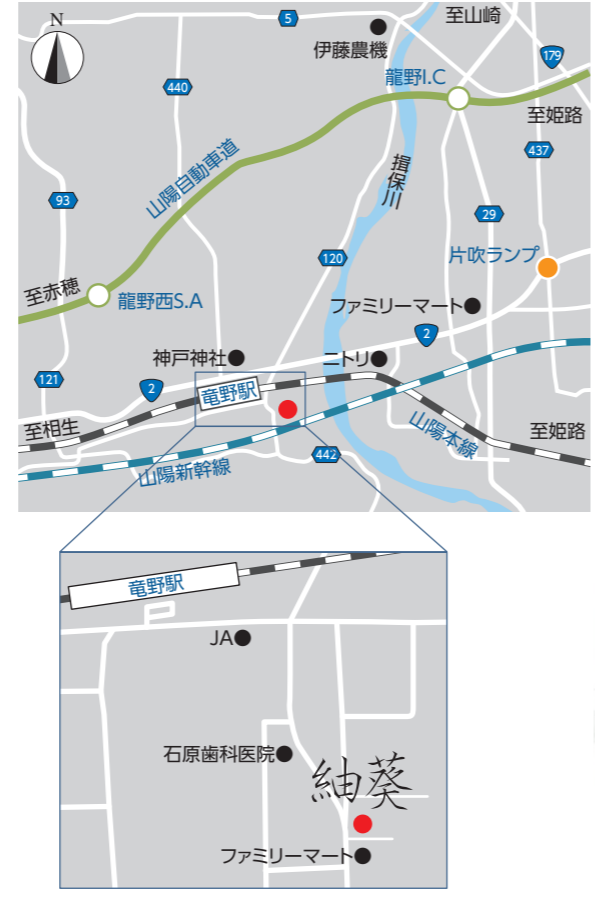 N
5
至山崎
伊藤農機
179
龍野I.C
440
至姫路
437
山陽自動車道
揖保川
93
29
片吹ランプ
120
至赤穂
龍野西S.A
ファミリーマート
2
神戸神社
ニトリ
121
2
竜野駅
至相生
山陽本線
至姫路
442
山陽新幹線
竜野駅
JA
石原歯科医院
紬葵
ファミリーマート